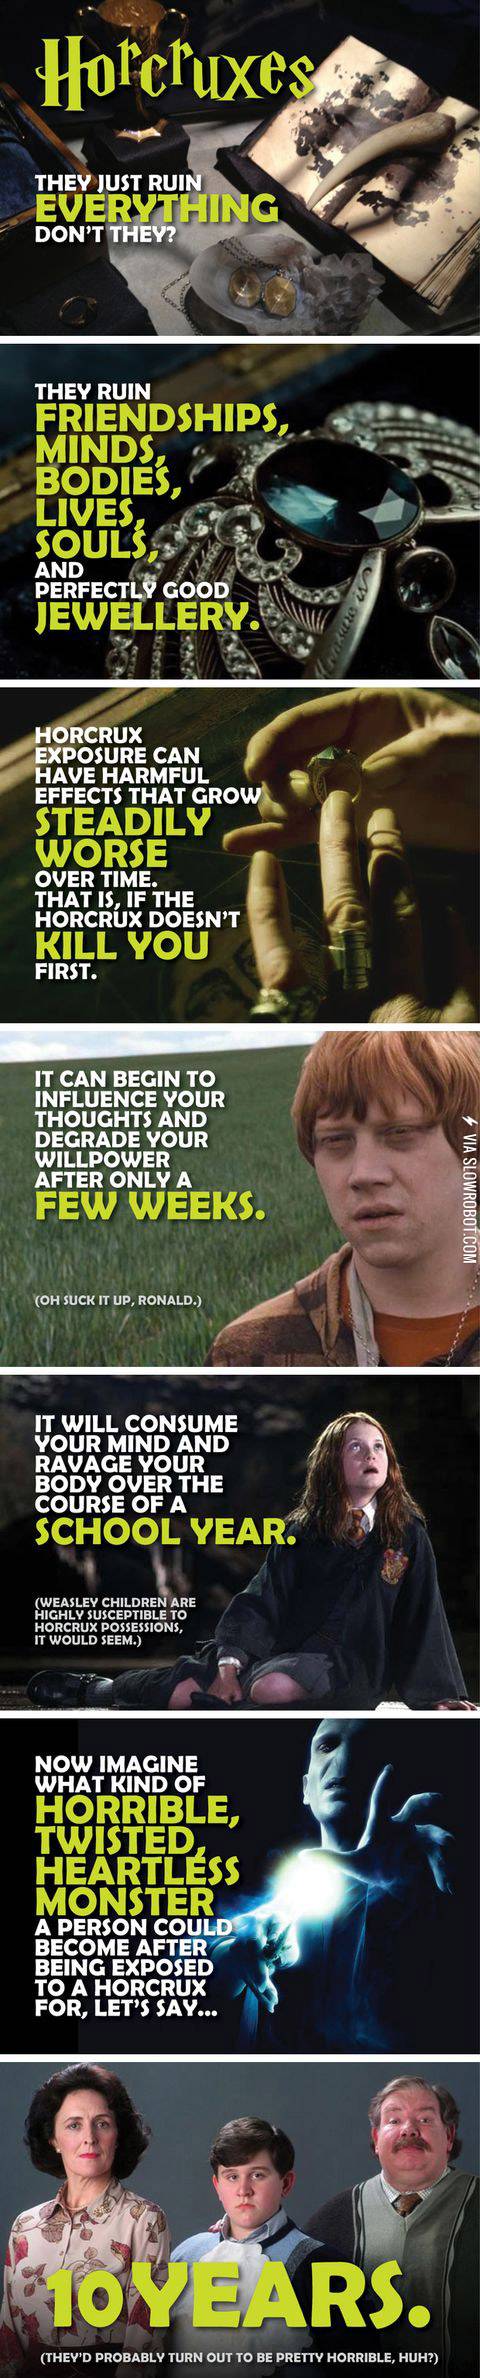 Horcruxes
THEY JUST RUIN
EVERYTHING
DON'T THEY?
THEY RUIN
FRIENDSHIPS,
MINDS,
BODIES,
LIVES,
SOULS,
AND
PERFECTLY GOOD
JEWELLERY.
HORCRUX
EXPOSURE CAN
HAVE HARMFUL
EFFECTS THAT GROW
STEADILY
WORSE
OVER TIME.
THAT IS, IF THE
HORCRUX DOESN'T
KILL YOU
FIRST.
IT CAN BEGIN TO
INFLUENCE YOUR
THOUGHTS AND
DEGRADE YOUR
WILLPOWER
AFTER ONLY A
FEW WEEKS.
(OH SUCK IT UP, RONALD.)
VIA SLOWROBOT.COM
IT WILL CONSUME
YOUR MIND AND
RAVAGE YOUR
BODY OVER THE
COURSE OF A
SCHOOL YEAR.
(WEASLEY CHILDREN ARE
HIGHLY SUSCEPTIBLE TO
HORCRUX POSSESSIONS,
IT WOULD SEEM.)
NOW IMAGINE
WHAT KIND OF
HORRIBLE,
TWISTED,
HEARTLESS
MONSTER
A PERSON COULD
BECOME AFTER
BEING EXPOSED
TO A HORCRUX
FOR, LET'S SAY...
10 YEARS.
(THEY'D PROBABLY TURN OUT TO BE PRETTY HORRIBLE, HUH?)